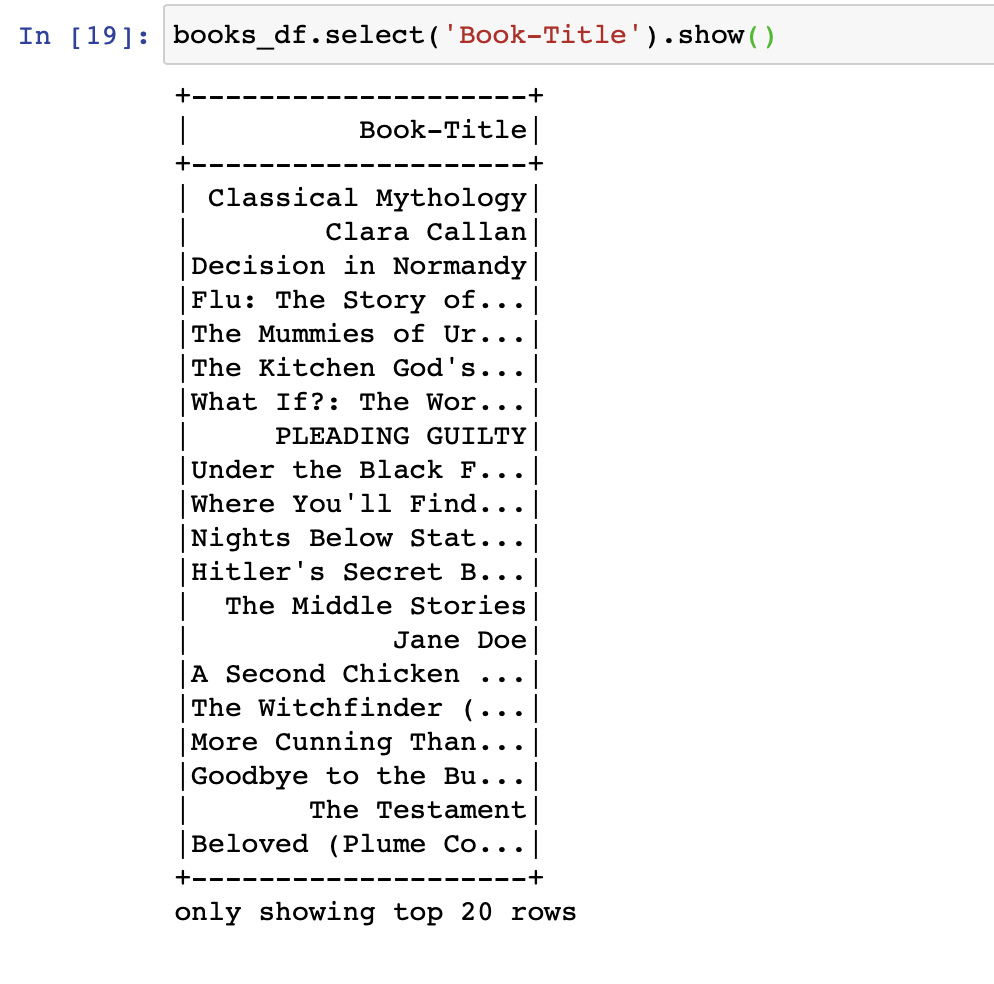 In [19]: books_df.select('Book-Title').show()
+--------------------+
|          Book-Title|
+--------------------+
| Classical Mythology|
|        Clara Callan|
|Decision in Normandy|
|Flu: The Story of...|
|The Mummies of Ur...|
|The Kitchen God's...|
|What If?: The Wor...|
|     PLEADING GUILTY|
|Under the Black F...|
|Where You'll Find...|
|Nights Below Stat...|
|Hitler's Secret B...|
|  The Middle Stories|
|            Jane Doe|
|A Second Chicken ...|
|The Witchfinder (...|
|More Cunning Than...|
|Goodbye to the Bu...|
|       The Testament|
|Beloved (Plume Co...|
+--------------------+
only showing top 20 rows